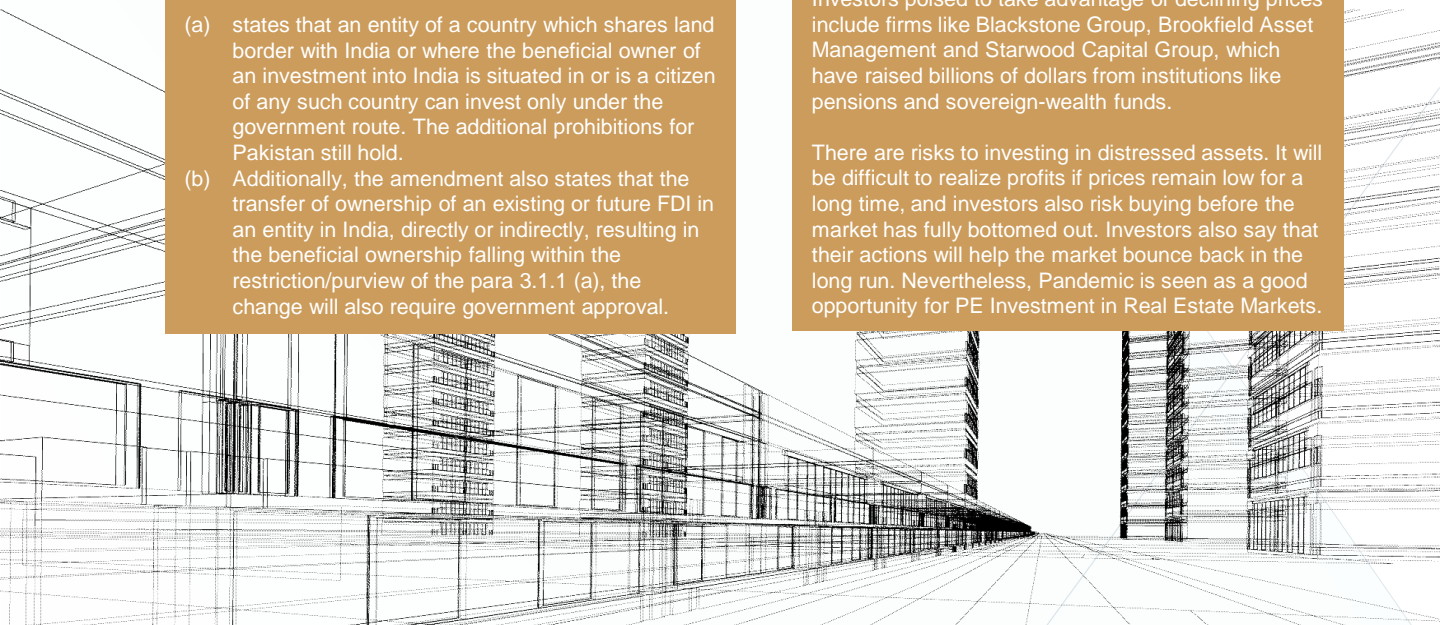 (a) states that an entity of a country which shares land
border with India or where the beneficial owner of
an investment into India is situated in or is a citizen
of any such country can invest only under the
government route. The additional prohibitions for
Pakistan still hold.
(b) Additionally, the amendment also states that the
transfer of ownership of an existing or future FDI in
an entity in India, directly or indirectly, resulting in
the beneficial ownership falling within the
restriction/purview of the para 3.1.1 (a), the
change will also require government approval.
Investors poised to take advantage of declining prices
include firms like Blackstone Group, Brookfield Asset
Management and Starwood Capital Group, which
have raised billions of dollars from institutions like
pensions and sovereign-wealth funds.
There are risks to investing in distressed assets. It will
be difficult to realize profits if prices remain low for a
long time, and investors also risk buying before the
market has fully bottomed out. Investors also say that
their actions will help the market bounce back in the
long run. Nevertheless, Pandemic is seen as a good
opportunity for PE Investment in Real Estate Markets.